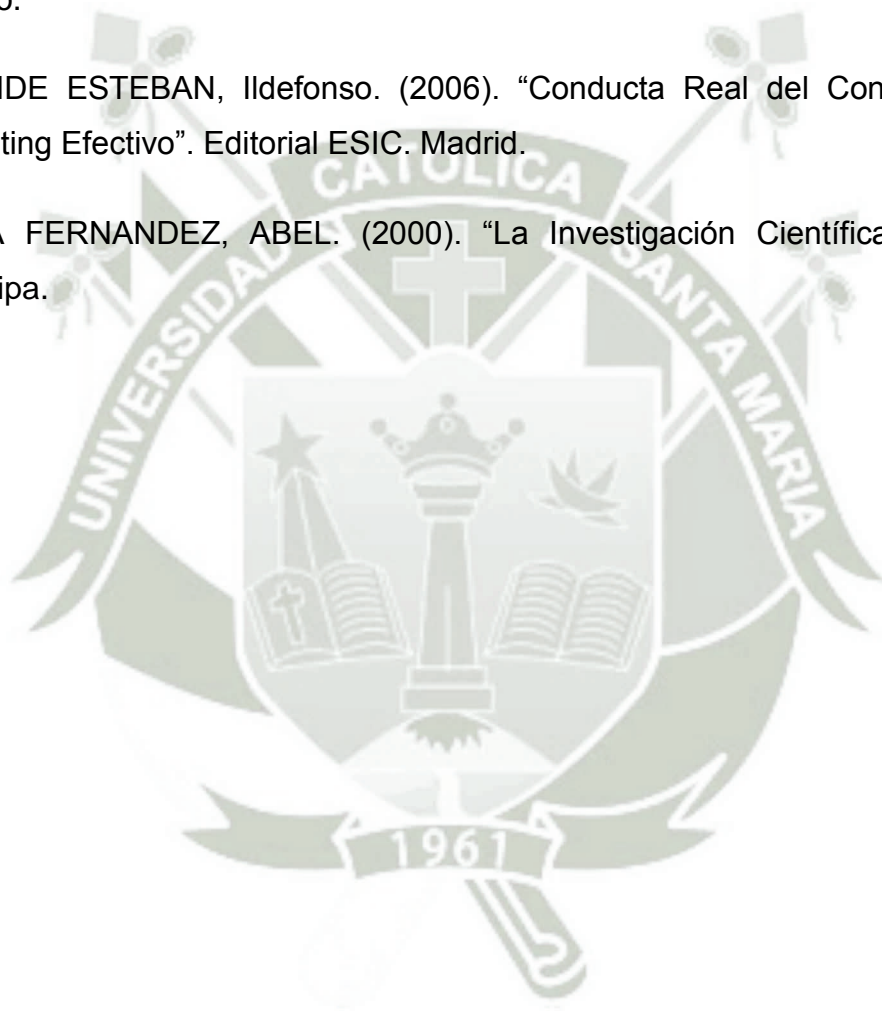 o.
NDE ESTEBAN, Ildefonso. (2006). “Conducta Real del Con
ting Efectivo”. Editorial ESIC. Madrid.
A FERNANDEZ, ABEL. (2000). “La Investigación Científica
ipa.
UNIVERSIDAD CATOLICA SANTA MARIA
1961